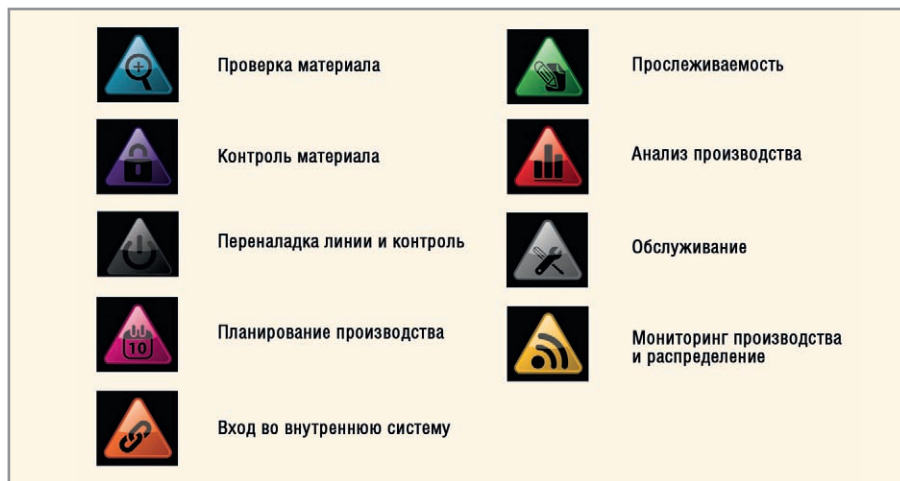 Проверка материала
Контроль материала
Переналадка линии и контроль
10
Планирование производства
Вход во внутреннюю систему
Прослеживаемость
Анализ производства
Обслуживание
Мониторинг производства
и распределение